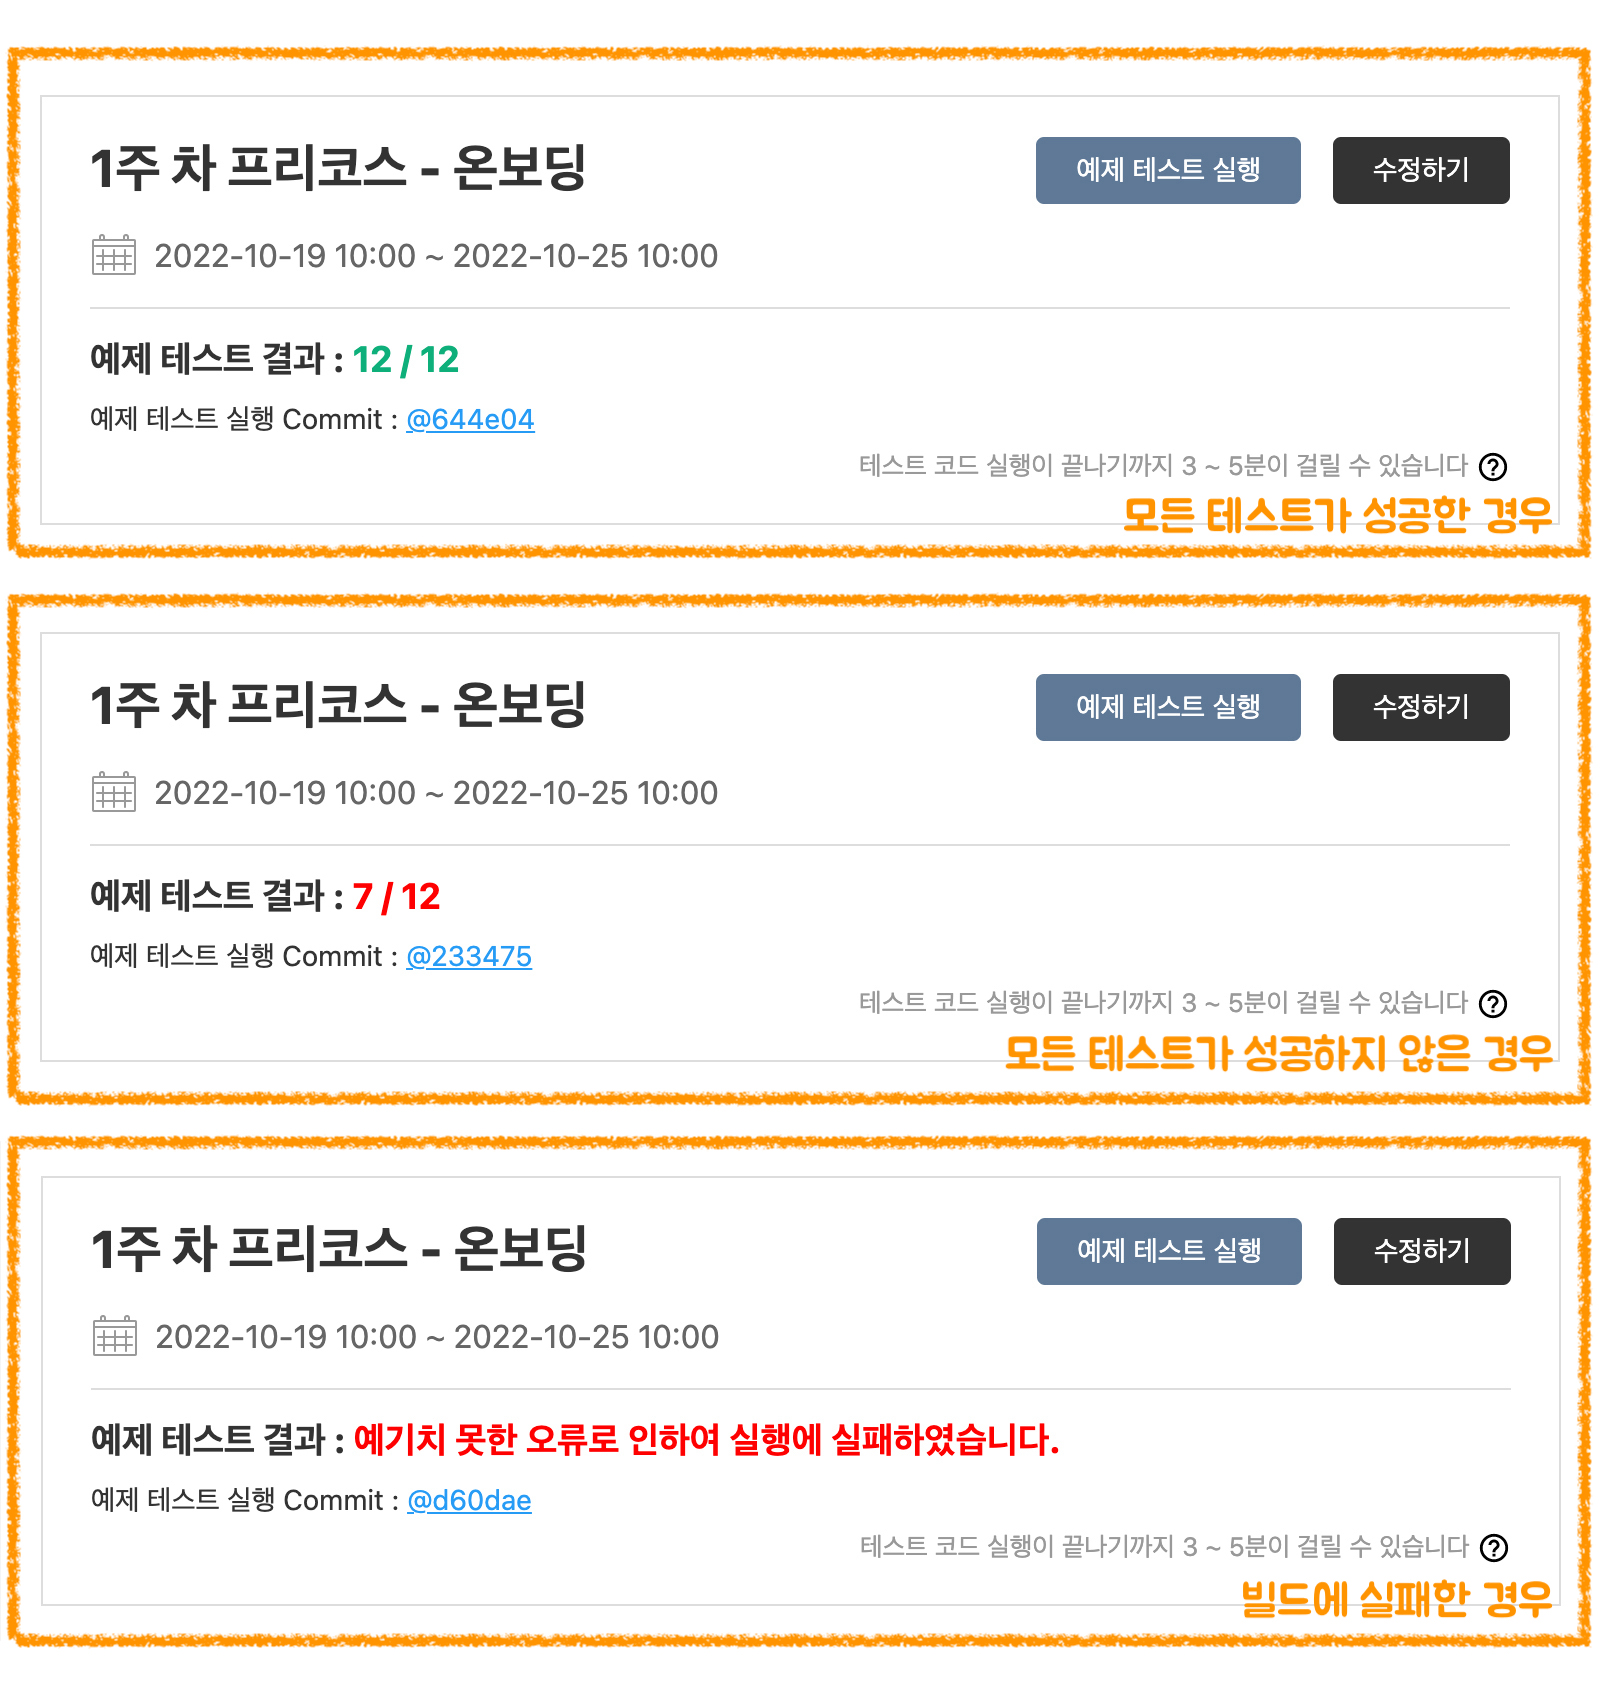 1주 차 프리코스 - 온보딩
예제 테스트 실행
수정하기
2022-10-19 10:00 ~ 2022-10-25 10:00
예제 테스트 결과 : 12 / 12
예제 테스트 실행 Commit : @644e04
테스트 코드 실행이 끝나기까지 3 ~ 5분이 걸릴 수 있습니다 ?
모든 테스트가 성공한 경우
1주 차 프리코스 - 온보딩
예제 테스트 실행
수정하기
2022-10-19 10:00 ~ 2022-10-25 10:00
예제 테스트 결과 : 7 / 12
예제 테스트 실행 Commit : @233475
테스트 코드 실행이 끝나기까지 3 ~ 5분이 걸릴 수 있습니다 ?
모든 테스트가 성공하지 않은 경우
1주 차 프리코스 - 온보딩
예제 테스트 실행
수정하기
2022-10-19 10:00 ~ 2022-10-25 10:00
예제 테스트 결과 : 예기치 못한 오류로 인하여 실행에 실패하였습니다.
예제 테스트 실행 Commit : @d60dae
테스트 코드 실행이 끝나기까지 3 ~ 5분이 걸릴 수 있습니다 ?
빌드에 실패한 경우